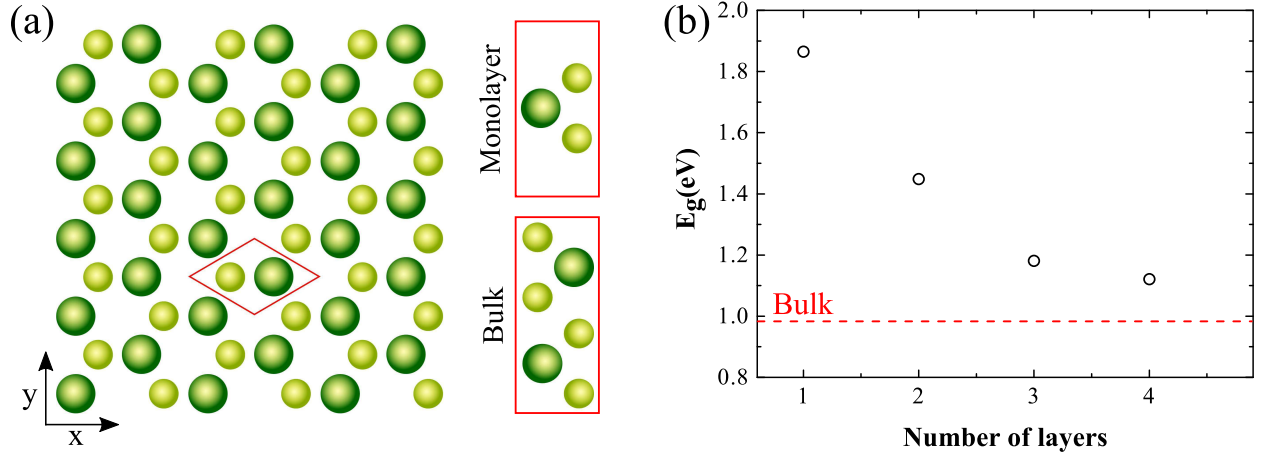 (a)
Monolayer
Bulk
y
x
(b)
2.0
1.8
1.6
1.4
1.2
1.0
0.8
Eg(eV)
Bulk
1 2 3 4
Number of layers